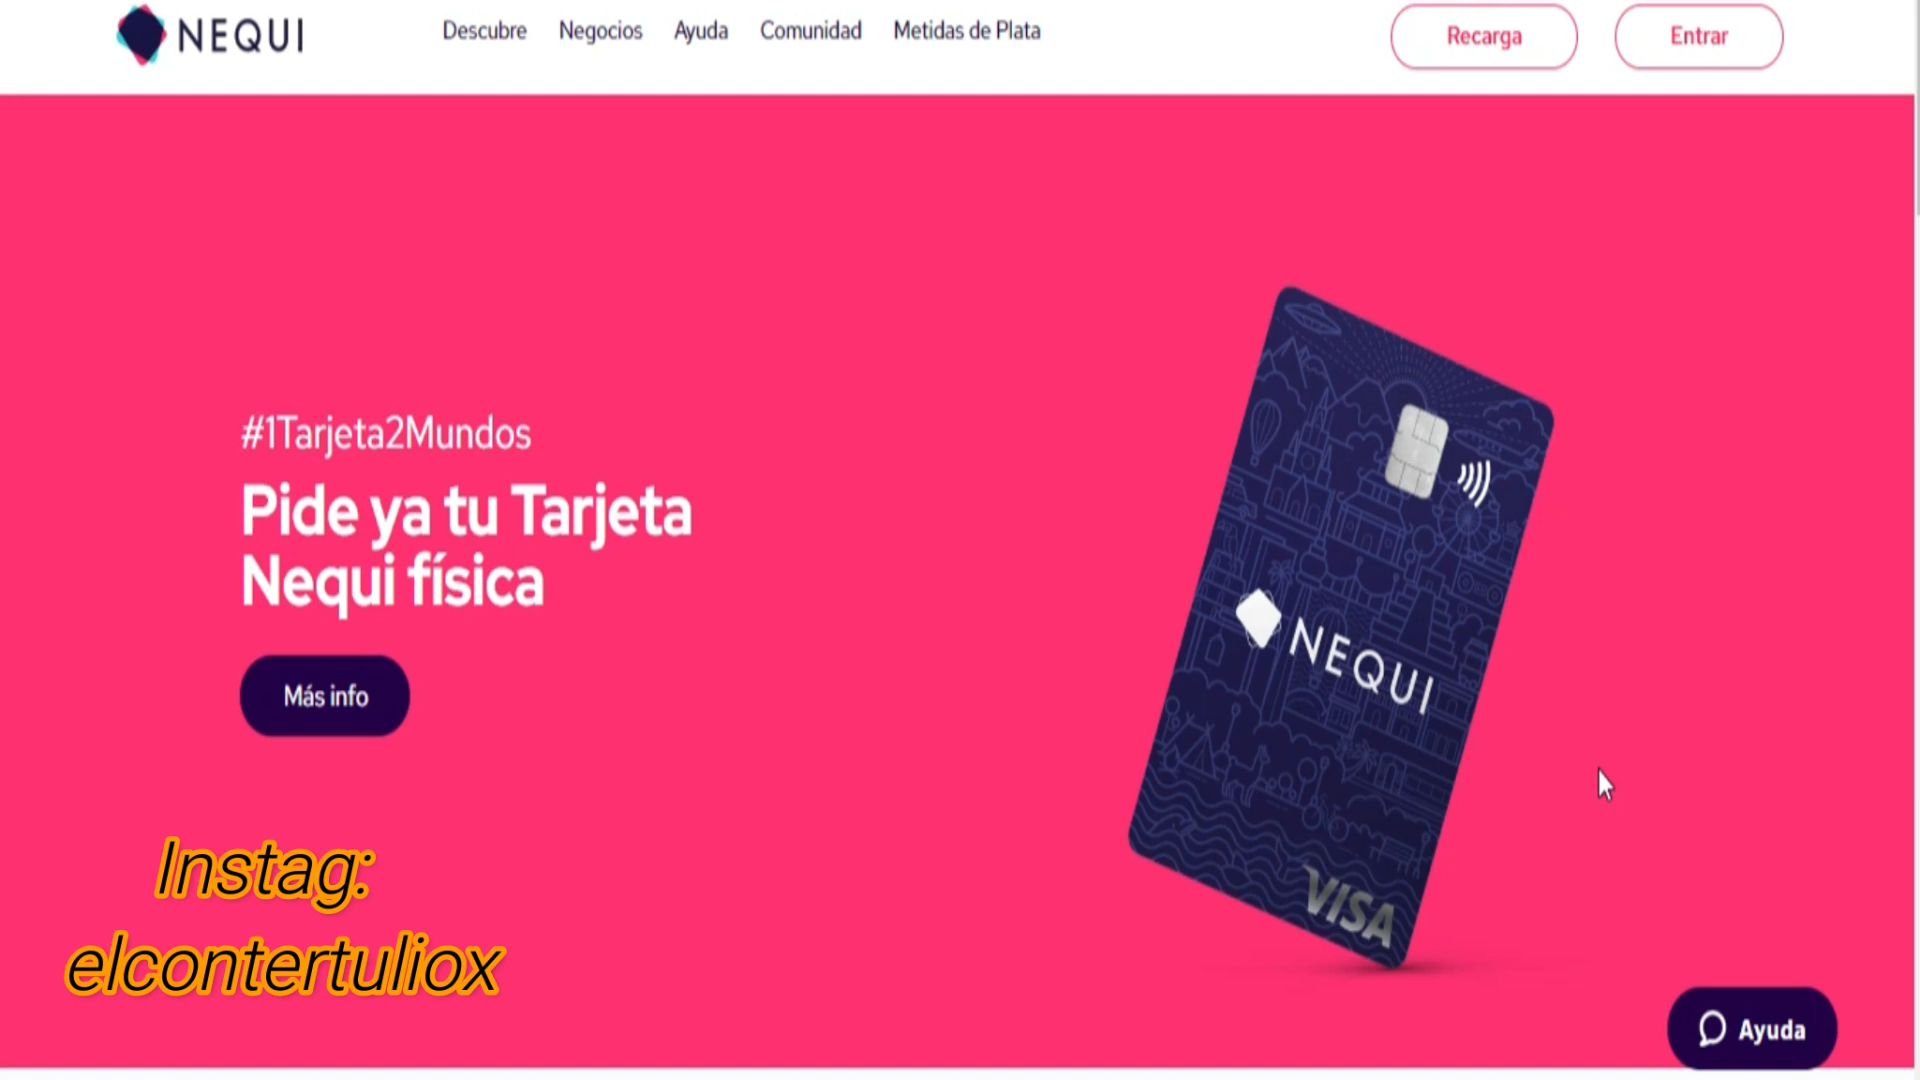 NEQUI
Descubre Negocios Ayuda Comunidad Metidas de Plata
Recarga Entrar
#1Tarjeta2Mundos
Pide ya tu Tarjeta
Nequi física
Más info
NEQUI
VISA
Instag:
elcontertuliox
Ayuda